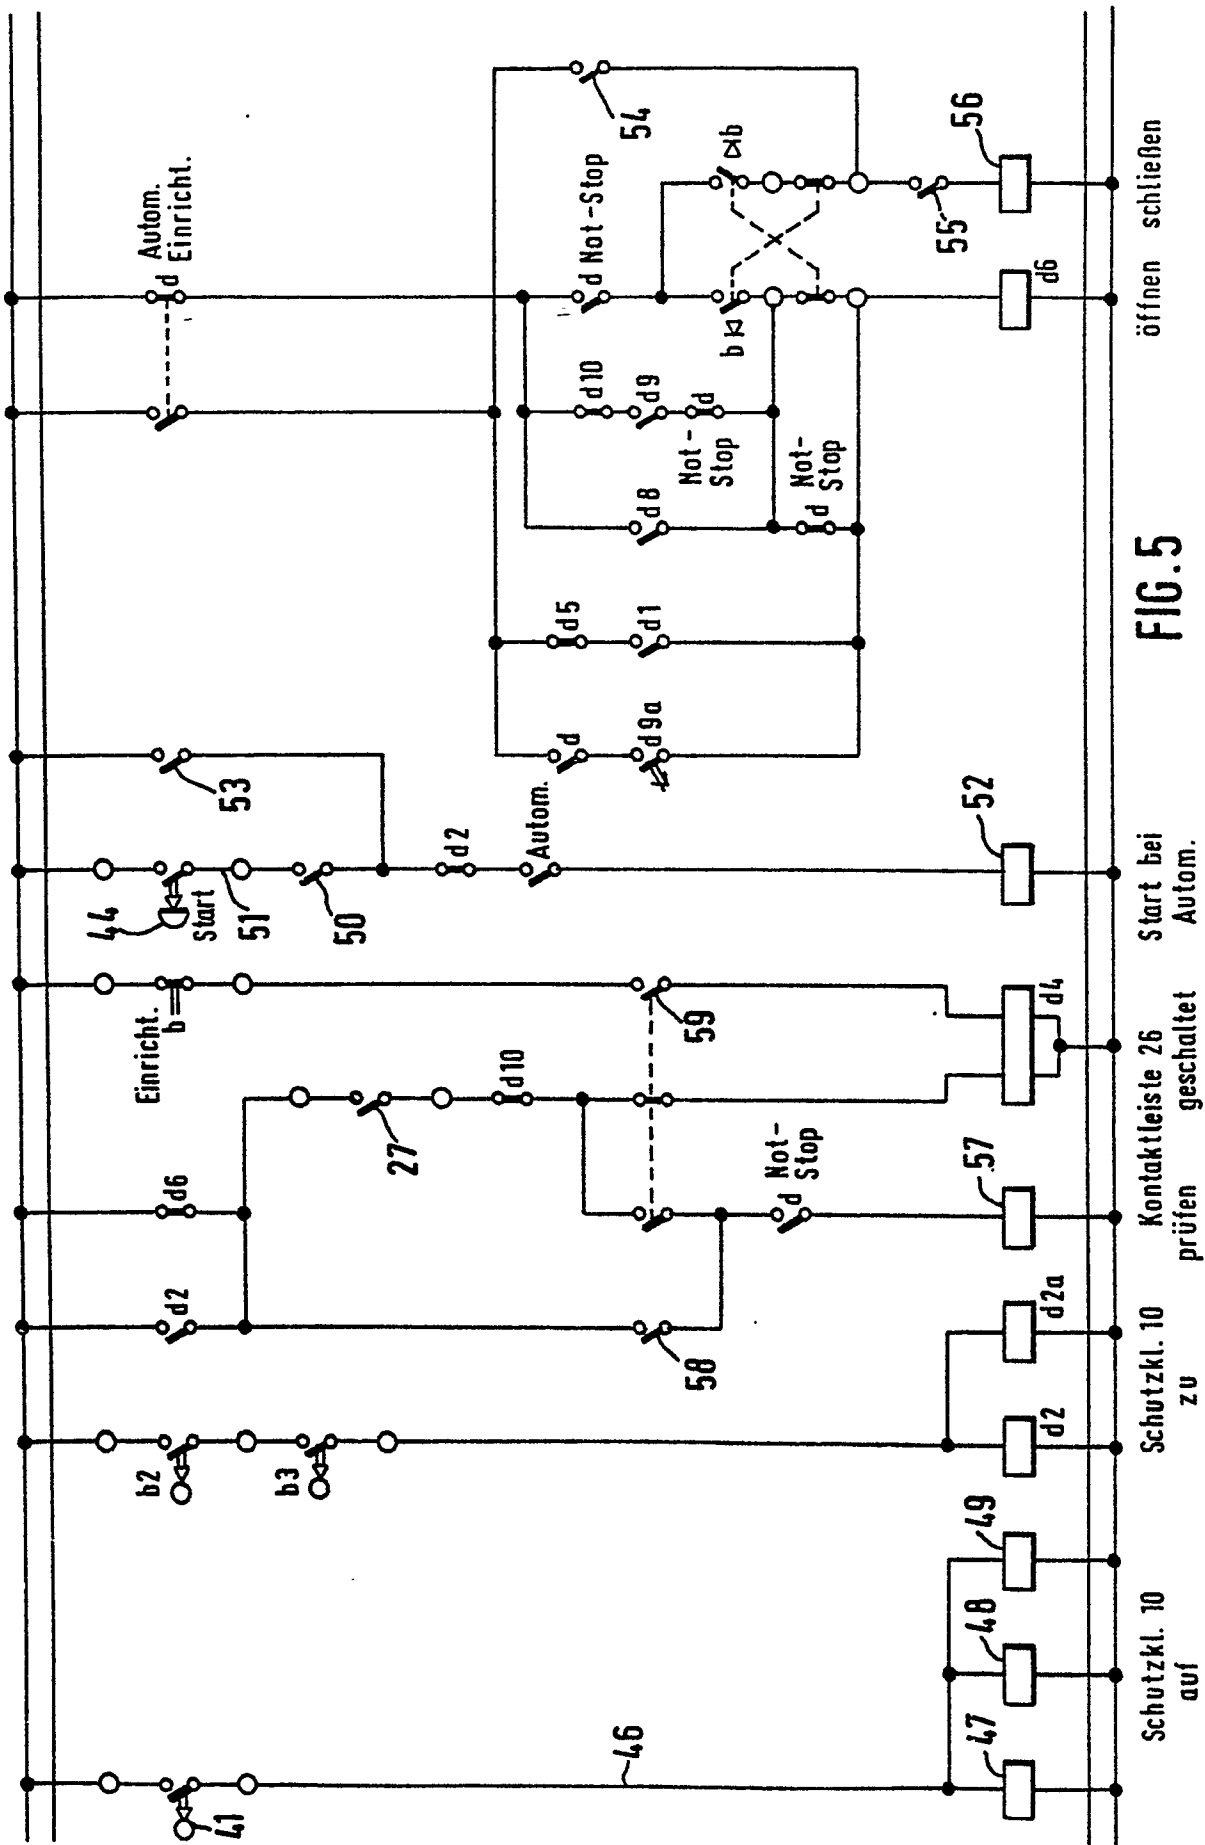 41
46
47
48
49
Schutzkl. 10
auf
b2
b3
d2
d2a
Schutzkl. 10
zu
d2
d6
58
27
d10
d
Not-
Stop
57
Einricht.
b
59
d4
Kontaktleiste 26
prüfen geschaltet
44
Start
51
50
53
d2
Autom.
52
Start bei
Autom.
Autom.
Einricht.
d
d
d9a
d5
d1
d8
d10
d9
d
Not-
Stop
d
Not-
Stop
d Not-Stop
b
b
54
55
56
d6
öffnen schließen
FIG.5